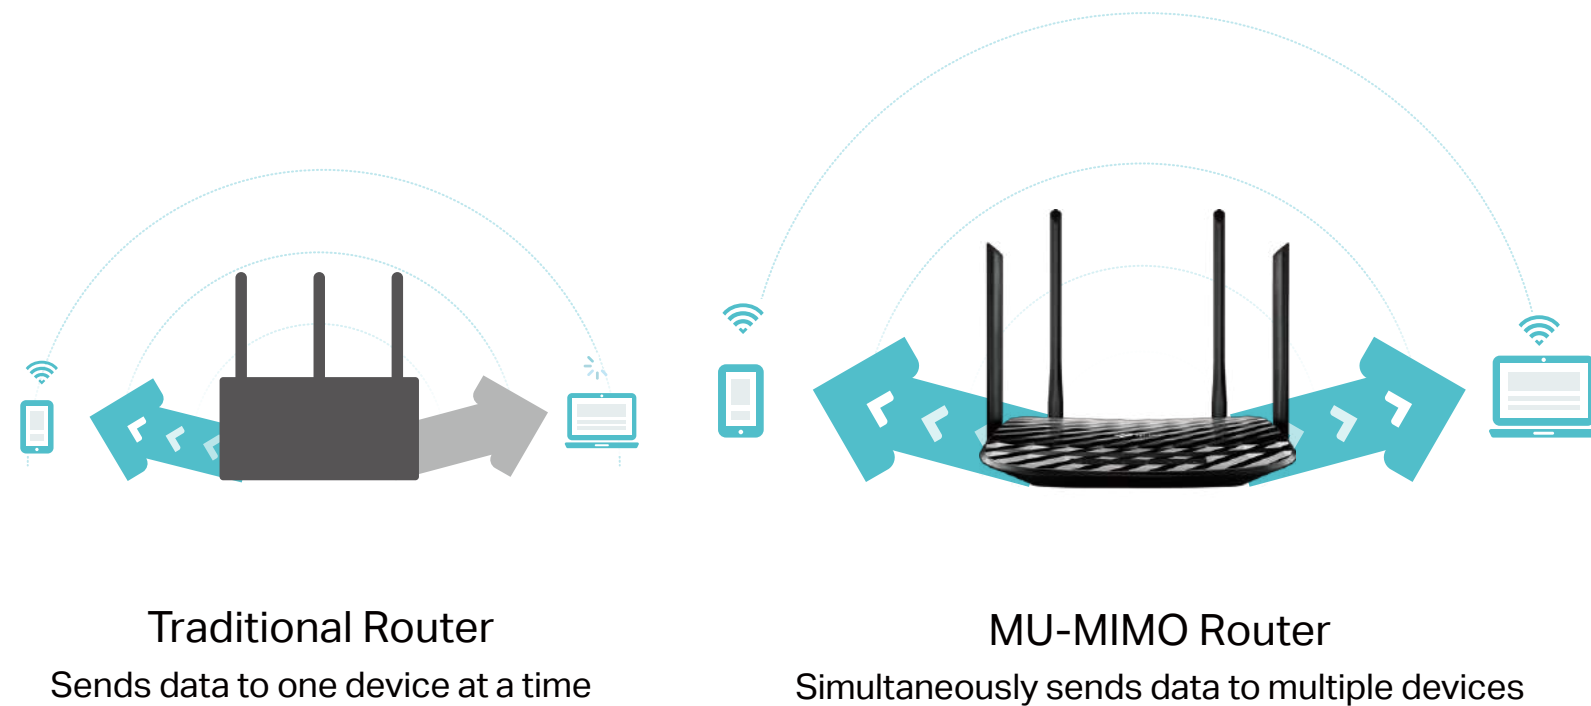 Traditional Router
Sends data to one device at a time
MU-MIMO Router
Simultaneously sends data to multiple devices